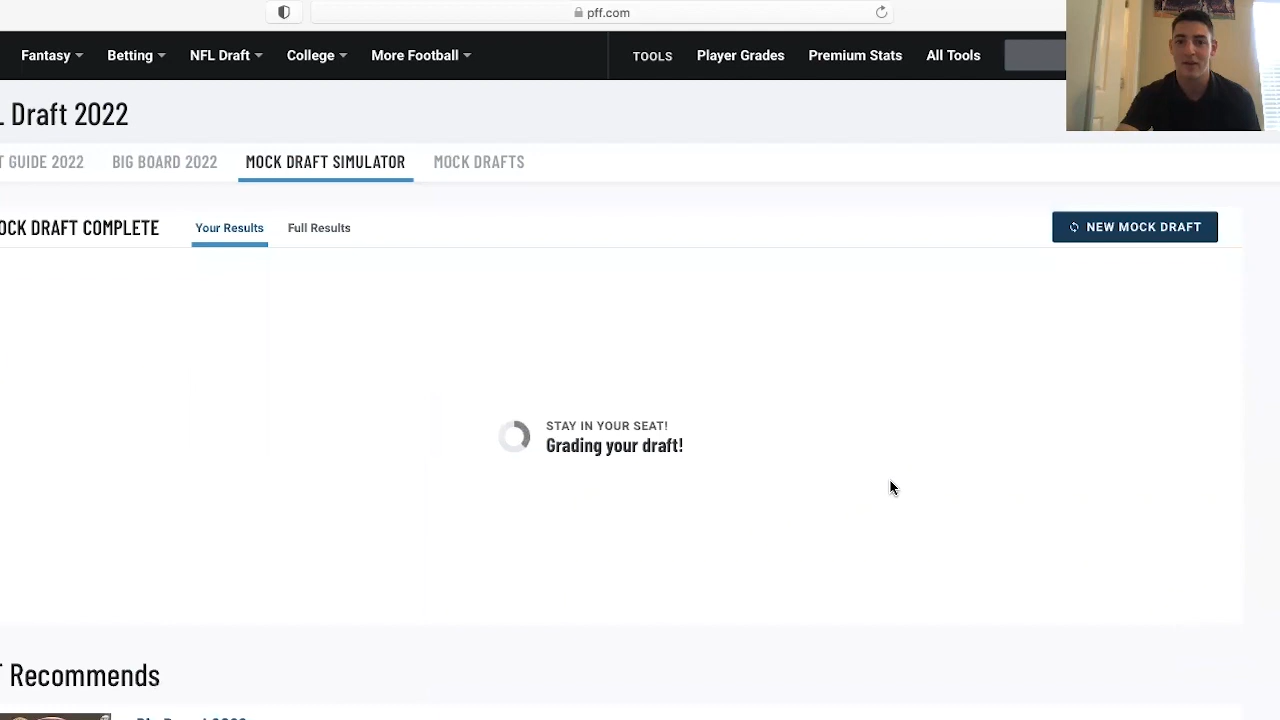 pff.com
Fantasy Betting NFL Draft College More Football TOOLS Player Grades Premium Stats All Tools
Draft 2022
GUIDE 2022 BIG BOARD 2022 MOCK DRAFT SIMULATOR MOCK DRAFTS
OCK DRAFT COMPLETE Your Results Full Results NEW MOCK DRAFT
STAY IN YOUR SEAT!
Grading your draft!
Recommends